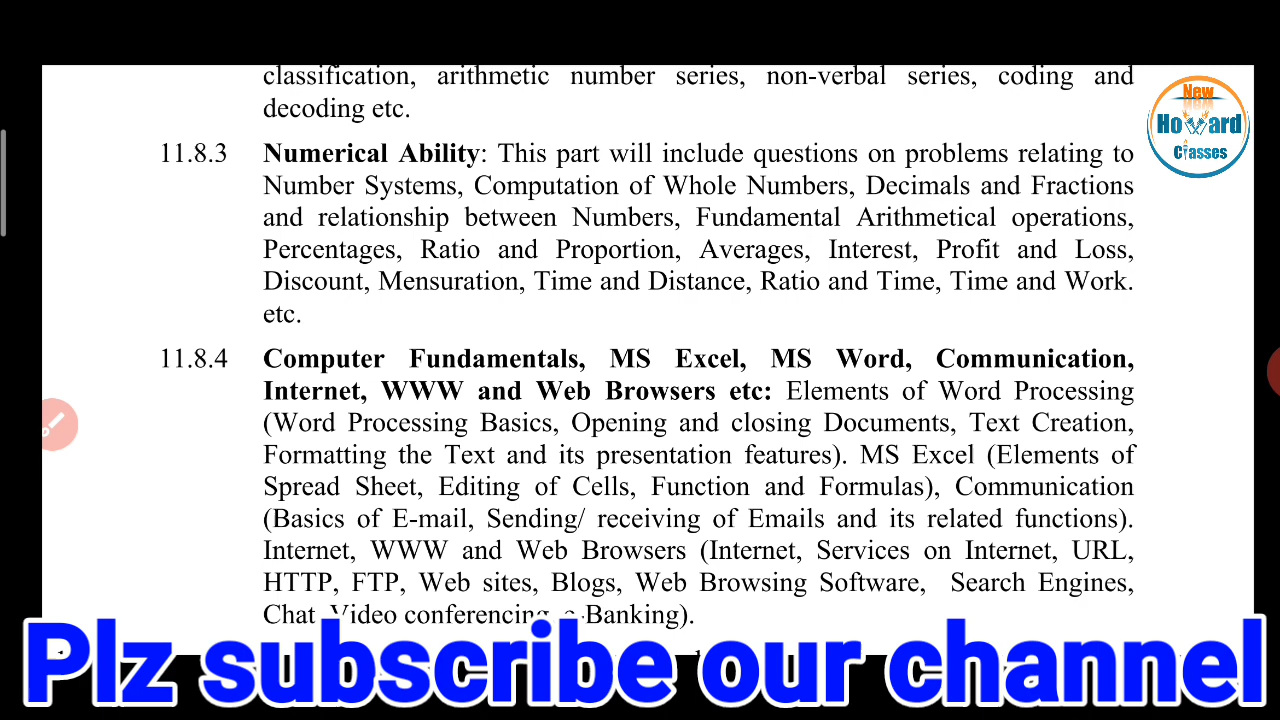 classification, arithmetic number series, non-verbal series, coding and
decoding etc.
New
Howard
Classes
11.8.3 Numerical Ability: This part will include questions on problems relating to
Number Systems, Computation of Whole Numbers, Decimals and Fractions
and relationship between Numbers, Fundamental Arithmetical operations,
Percentages, Ratio and Proportion, Averages, Interest, Profit and Loss,
Discount, Mensuration, Time and Distance, Ratio and Time, Time and Work.
etc.
11.8.4 Computer Fundamentals, MS Excel, MS Word, Communication,
Internet, WWW and Web Browsers etc: Elements of Word Processing
(Word Processing Basics, Opening and closing Documents, Text Creation,
Formatting the Text and its presentation features). MS Excel (Elements of
Spread Sheet, Editing of Cells, Function and Formulas), Communication
(Basics of E-mail, Sending/ receiving of Emails and its related functions).
Internet, WWW and Web Browsers (Internet, Services on Internet, URL,
HTTP, FTP, Web sites, Blogs, Web Browsing Software, Search Engines,
Chat, Video conferencing, e-Banking).
Plz subscribe our channel